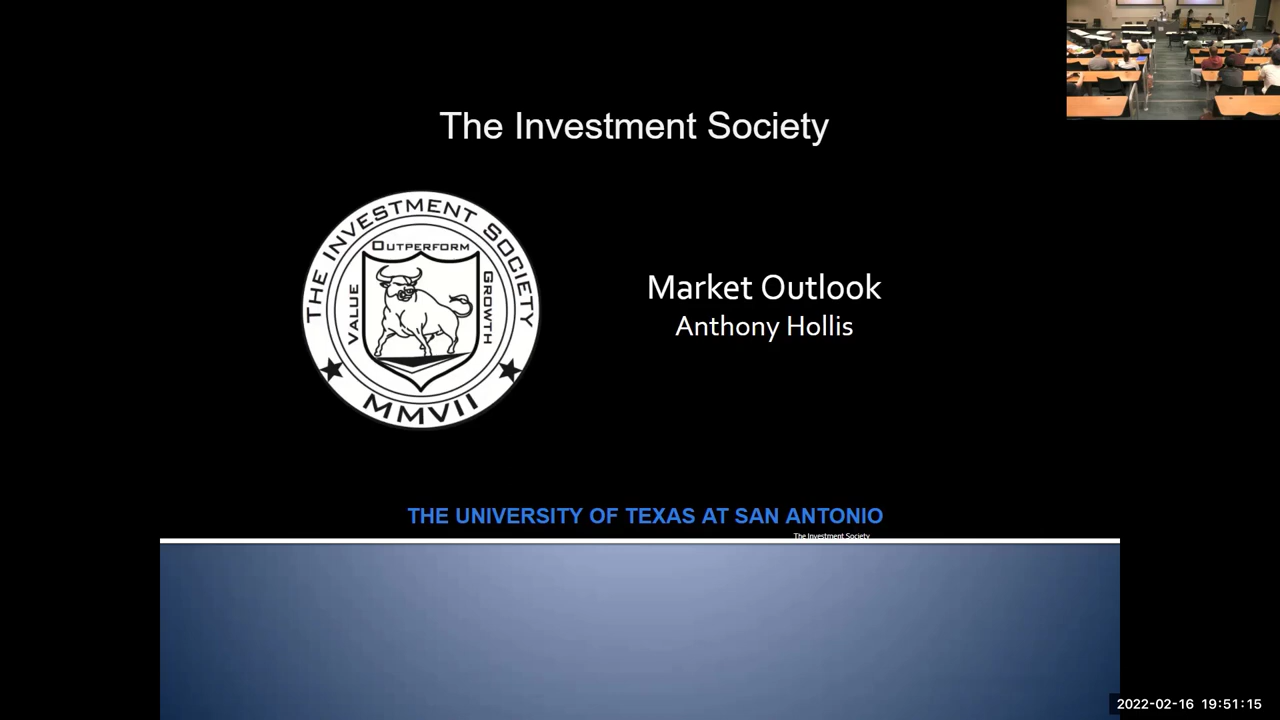 The Investment Society
THE INVESTMENT SOCIETY
OUTPERFORM
VALUE
GROWTH
MMVII
Market Outlook
Anthony Hollis
THE UNIVERSITY OF TEXAS AT SAN ANTONIO
The Investment Society
2022-02-16 19:51:15